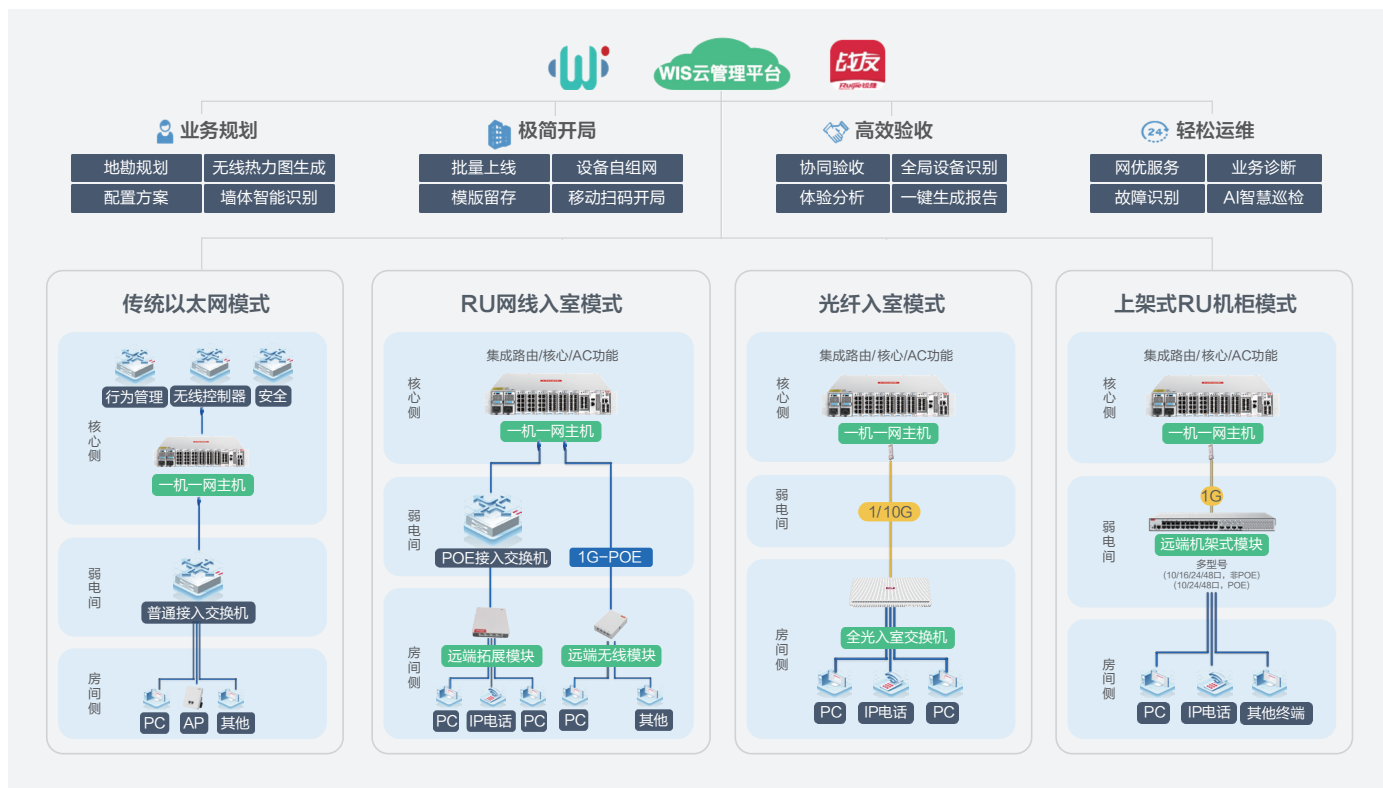 Wi
WIS云管理平台
战友
Ruijie锐捷
业务规划
地勘规划
无线热力图生成
配置方案
墙体智能识别
极简开局
批量上线
设备自组网
模版留存
移动扫码开局
高效验收
协同验收
全局设备识别
体验分析
一键生成报告
24
轻松运维
网优服务
业务诊断
故障识别
AI智慧巡检
传统以太网模式
行为管理
无线控制器
安全
核心侧
一机一网主机
弱电间
普通接入交换机
房间侧
PC
AP
其他
RU网线入室模式
集成路由/核心/AC功能
核心侧
一机一网主机
弱电间
POE接入交换机
1G-POE
房间侧
远端拓展模块
远端无线模块
PC
IP电话
PC
PC
其他
光纤入室模式
集成路由/核心/AC功能
核心侧
一机一网主机
弱电间
1/10G
房间侧
全光入室交换机
PC
IP电话
PC
上架式RU机柜模式
集成路由/核心/AC功能
核心侧
一机一网主机
弱电间
1G
远端机架式模块
多型号
(10/16/24/48口，非POE)
(10/24/48口，POE)
房间侧
PC
IP电话
其他终端